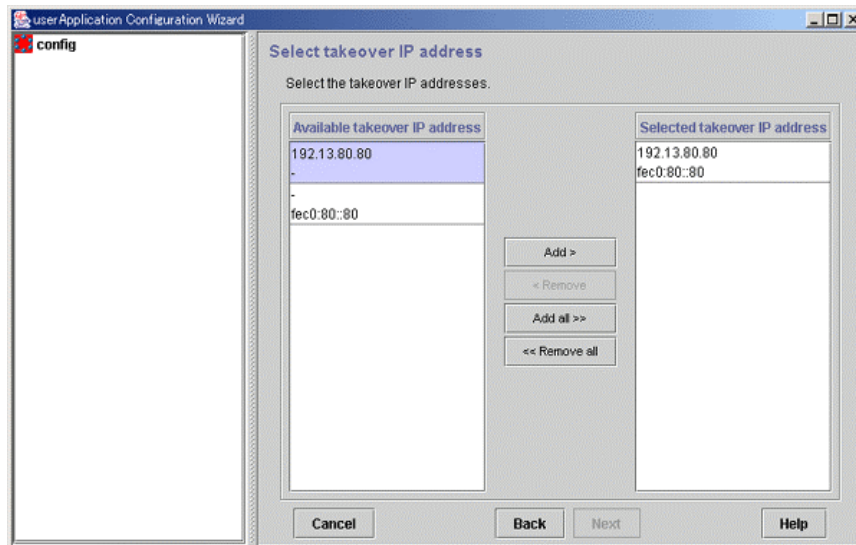 userApplication Configuration Wizard
config
Select takeover IP address
Select the takeover IP addresses.
Available takeover IP address
192.13.80.80
-
-
fec0:80::80
Add >
< Remove
Add all >>
<< Remove all
Selected takeover IP address
192.13.80.80
fec0:80::80
Cancel
Back
Next
Help